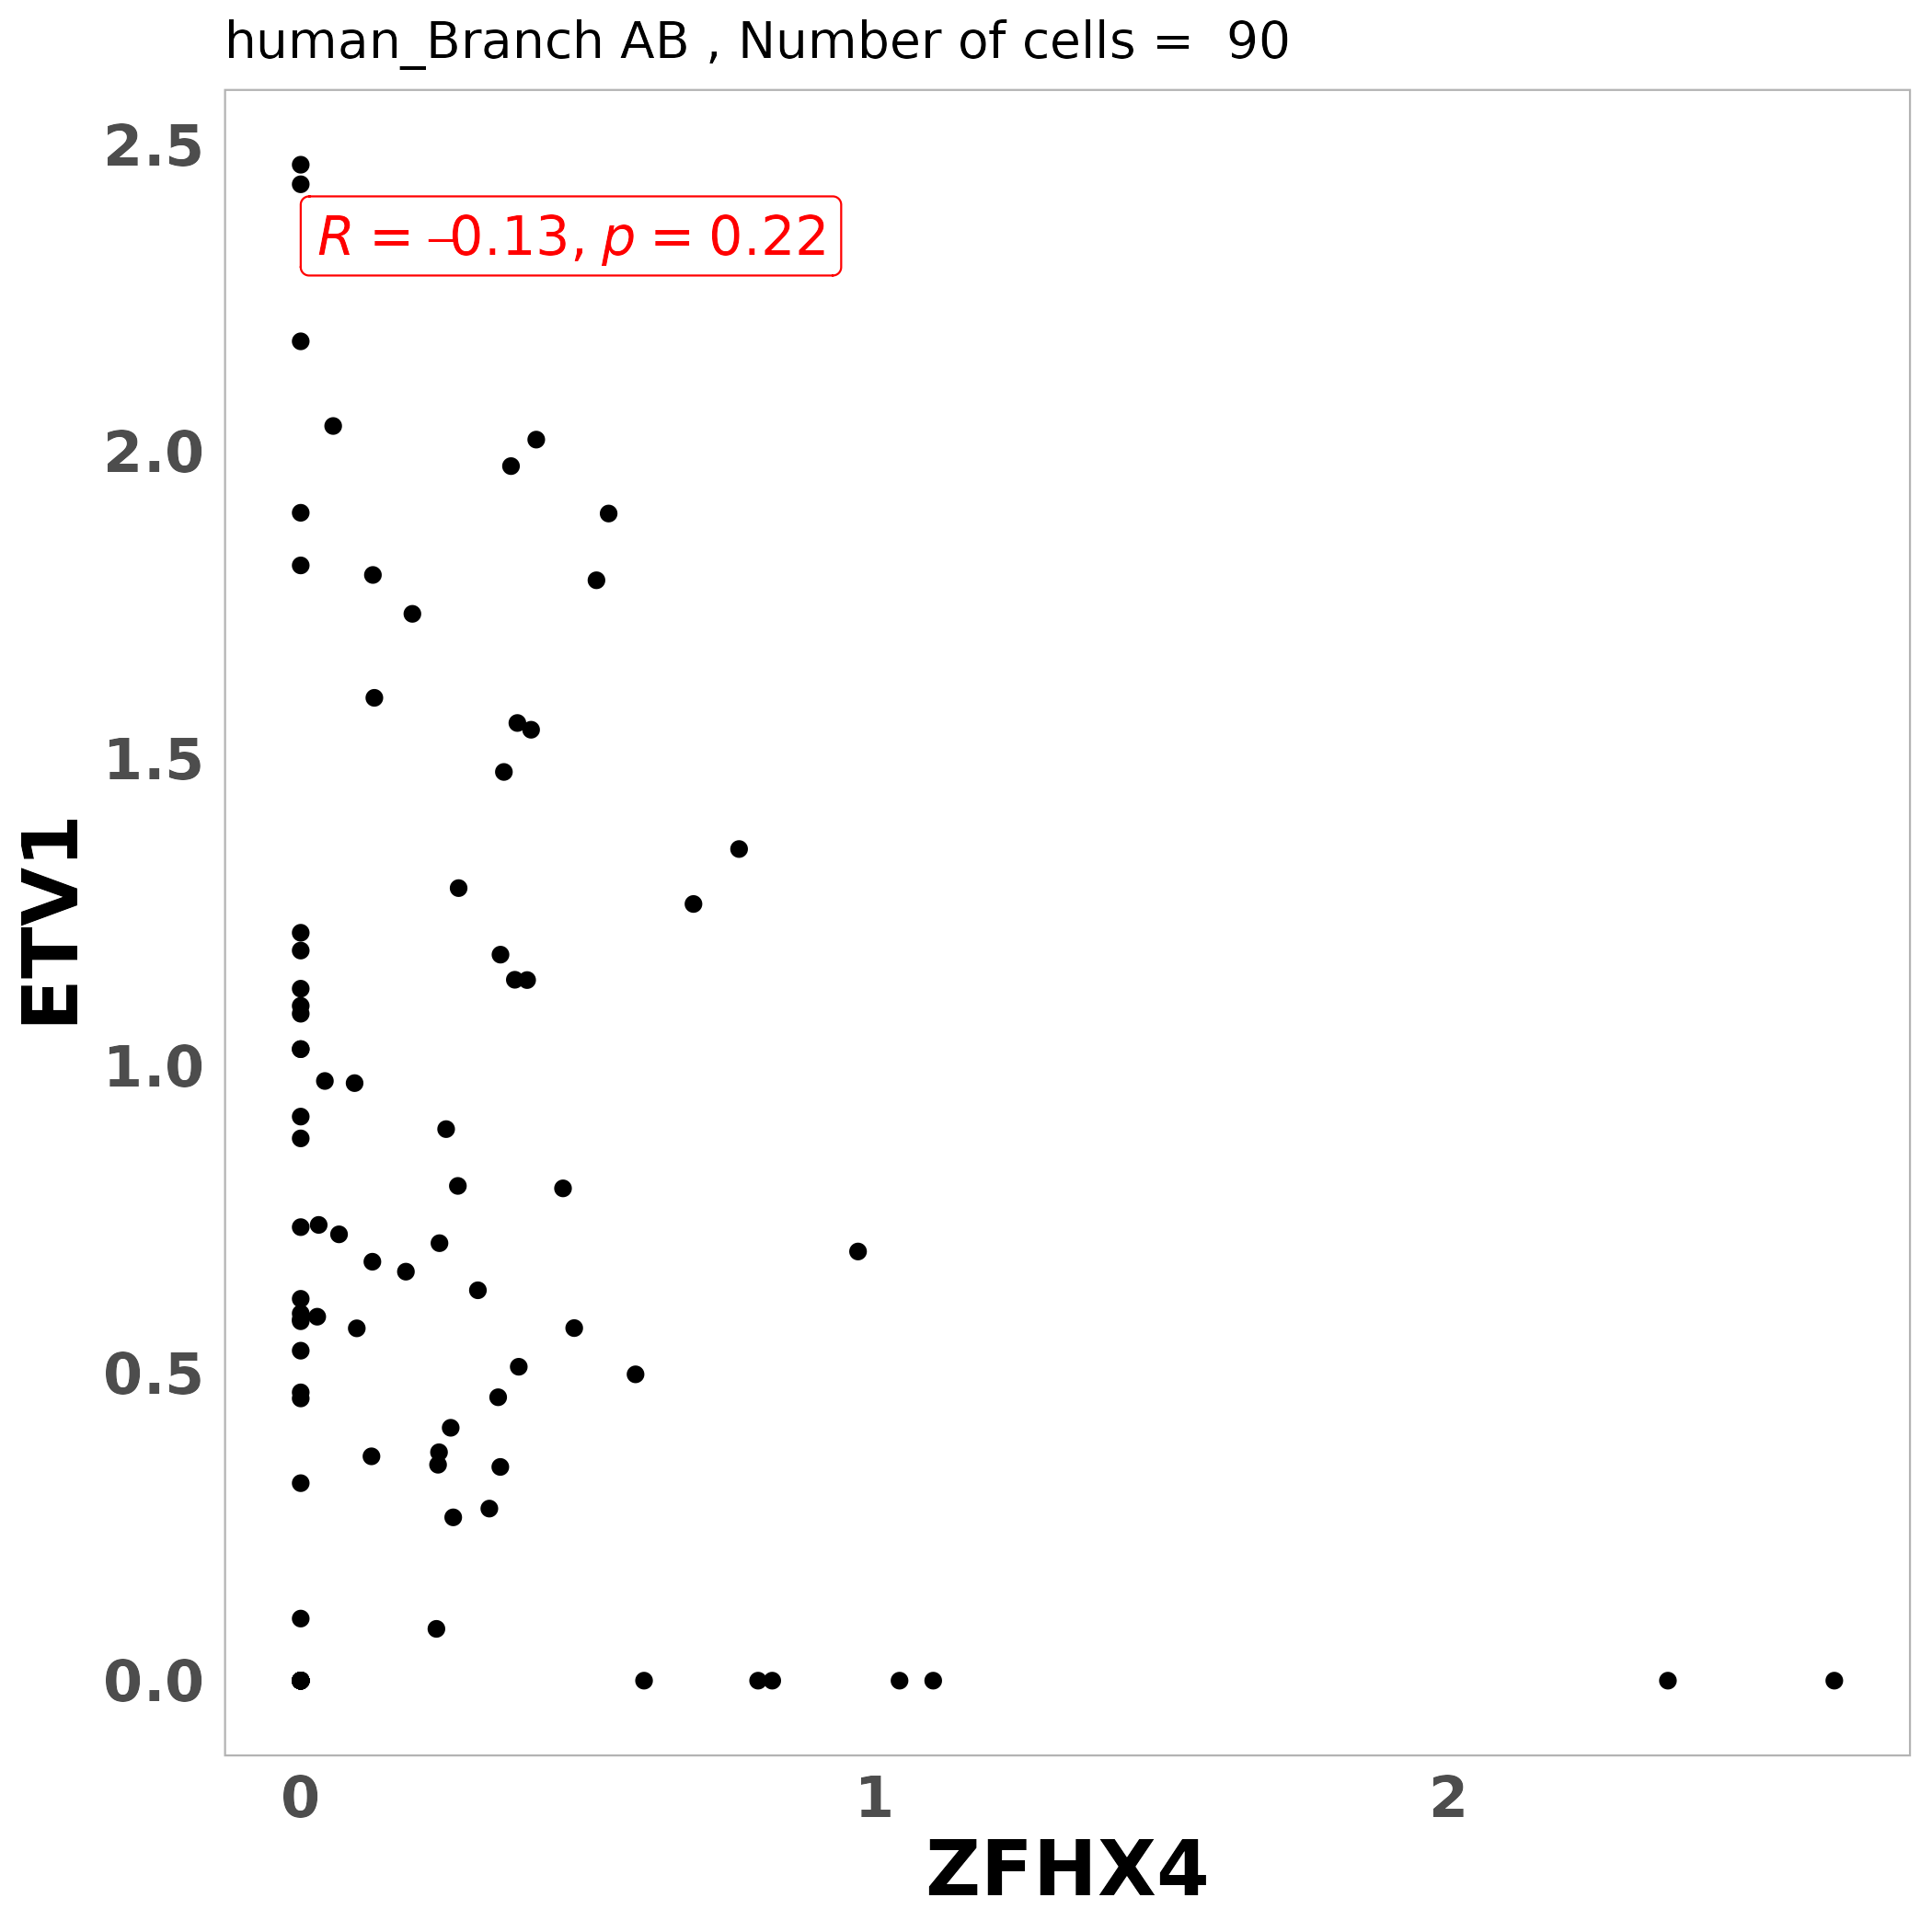 human_Branch AB , Number of cells =  90
2.5
R = –0.13, p = 0.22
2.0
1.5
ETV1
1.0
0.5
0.0
0 1 2
ZFHX4